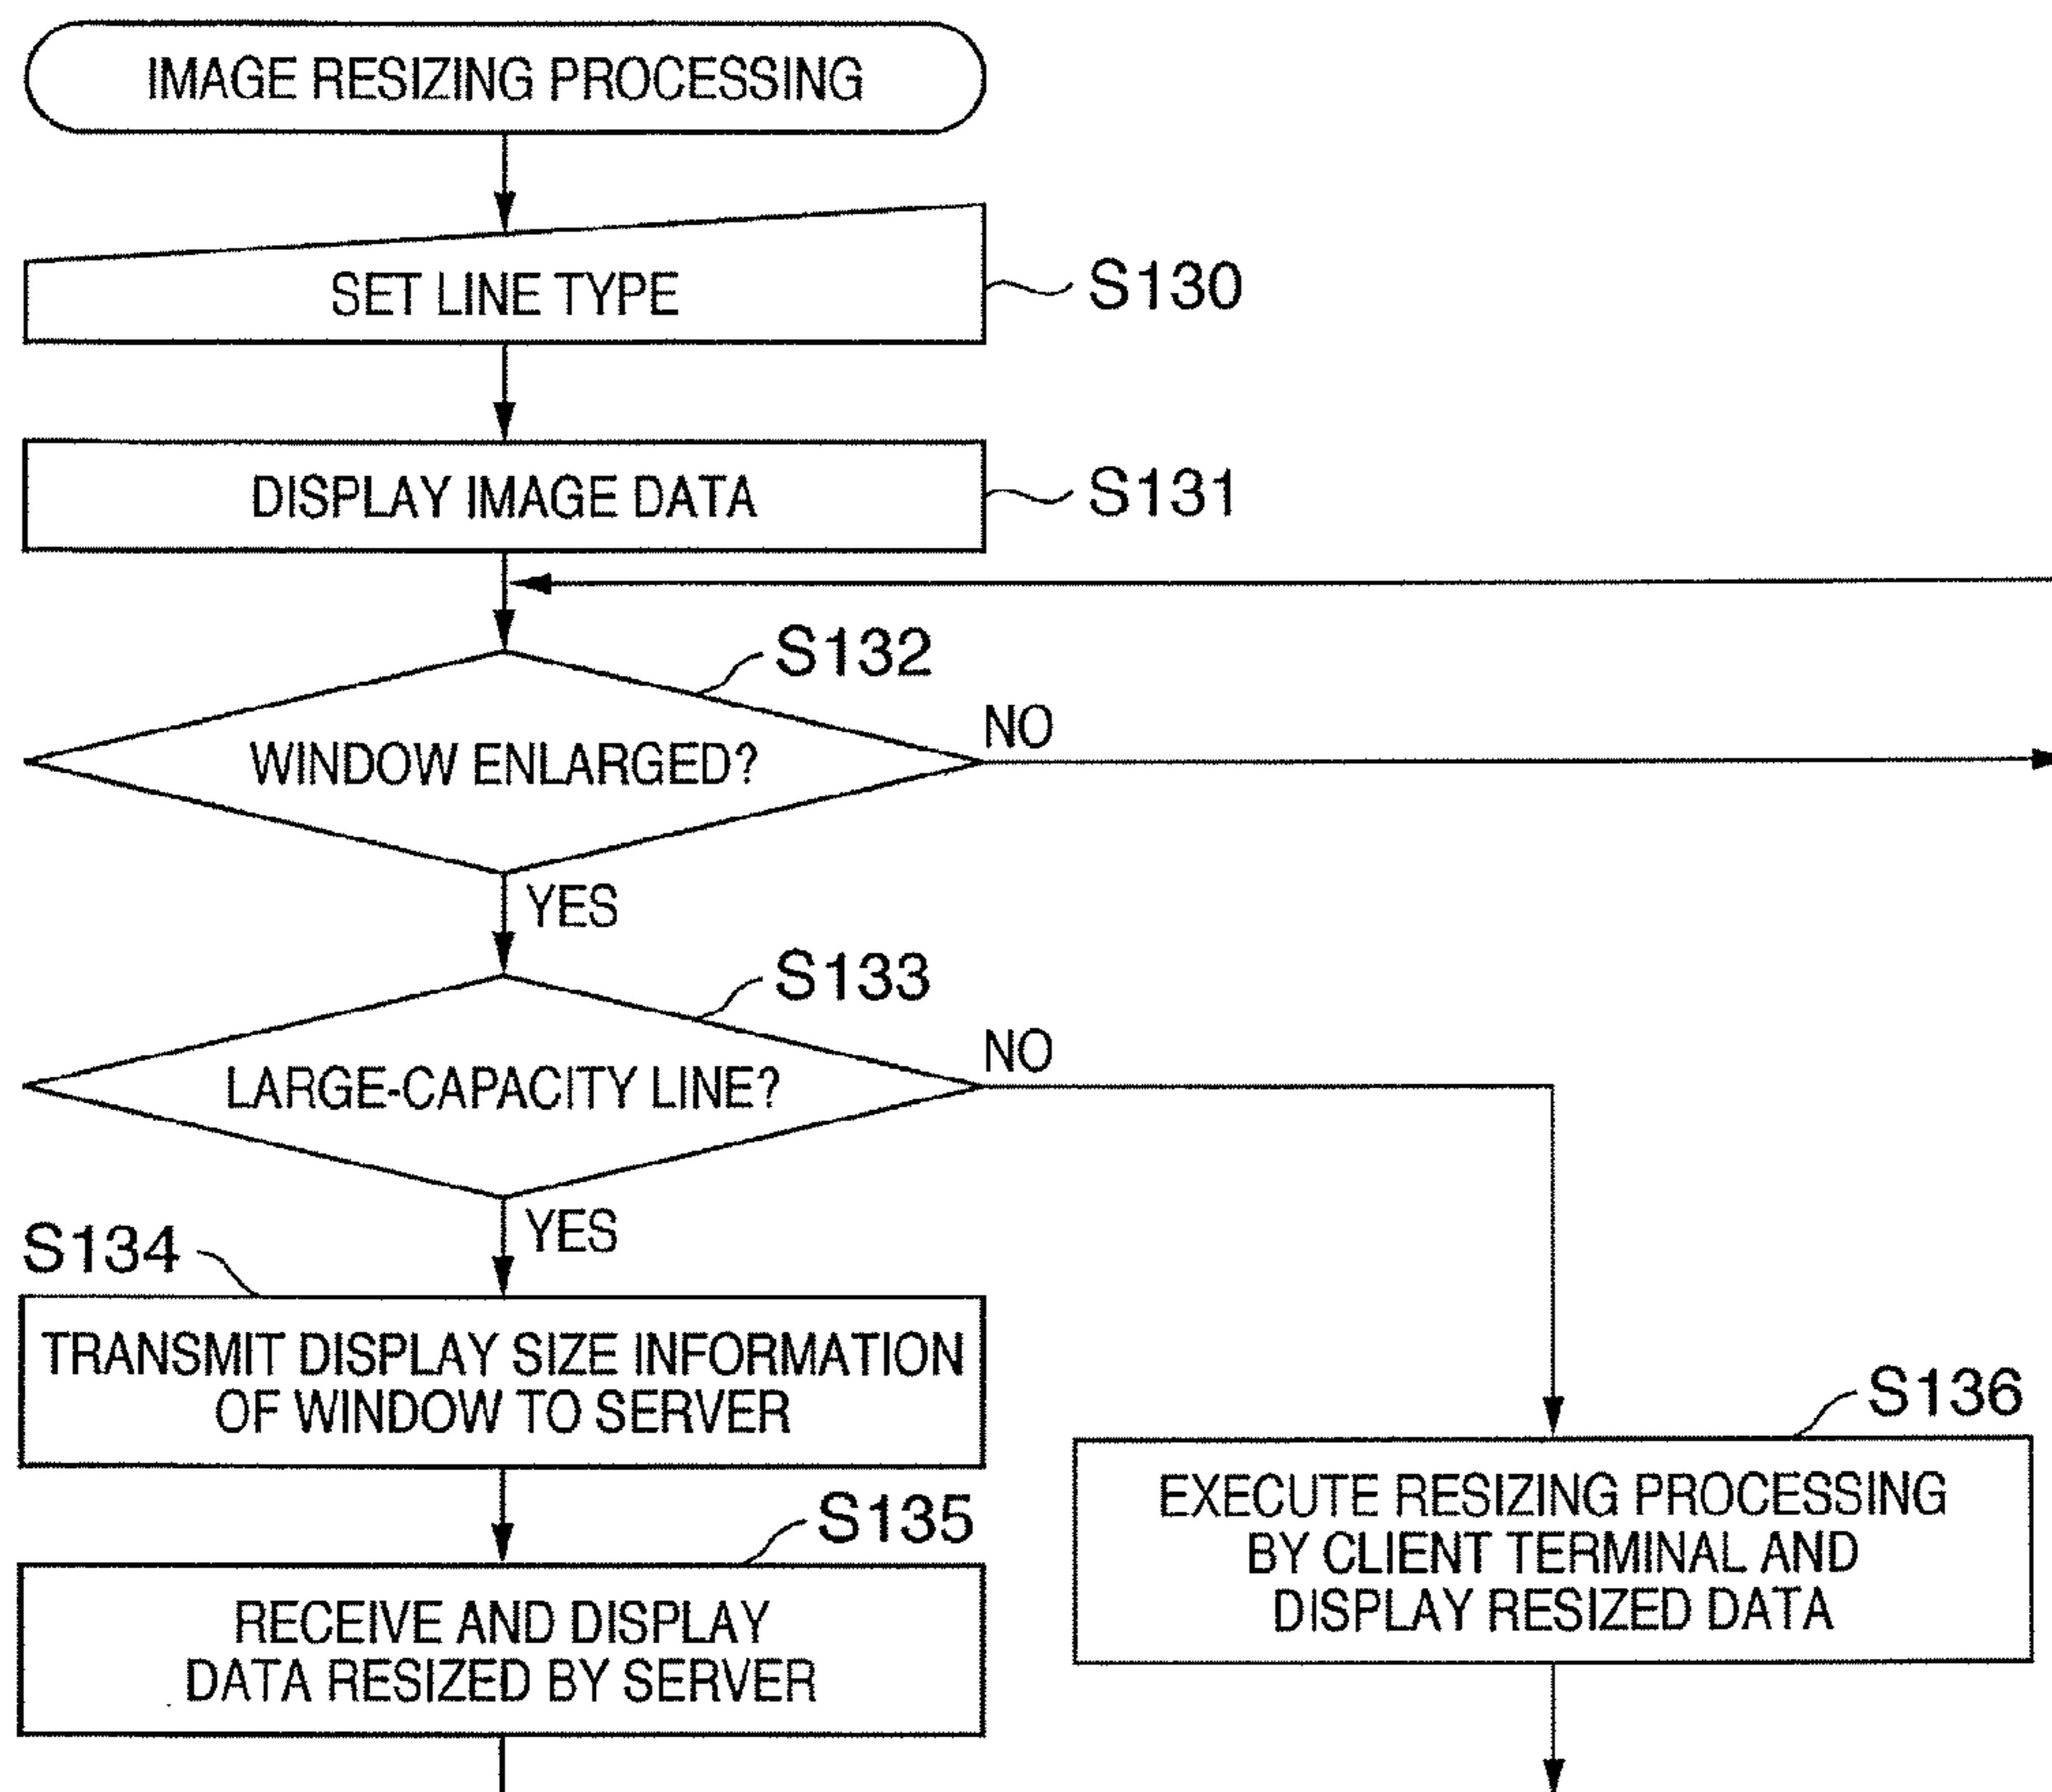 IMAGE RESIZING PROCESSING
SET LINE TYPE
S130
DISPLAY IMAGE DATA
S131
S132
WINDOW ENLARGED?
NO
YES
S133
LARGE-CAPACITY LINE?
NO
YES
S134
TRANSMIT DISPLAY SIZE INFORMATION
OF WINDOW TO SERVER
S135
RECEIVE AND DISPLAY
DATA RESIZED BY SERVER
S136
EXECUTE RESIZING PROCESSING
BY CLIENT TERMINAL AND
DISPLAY RESIZED DATA